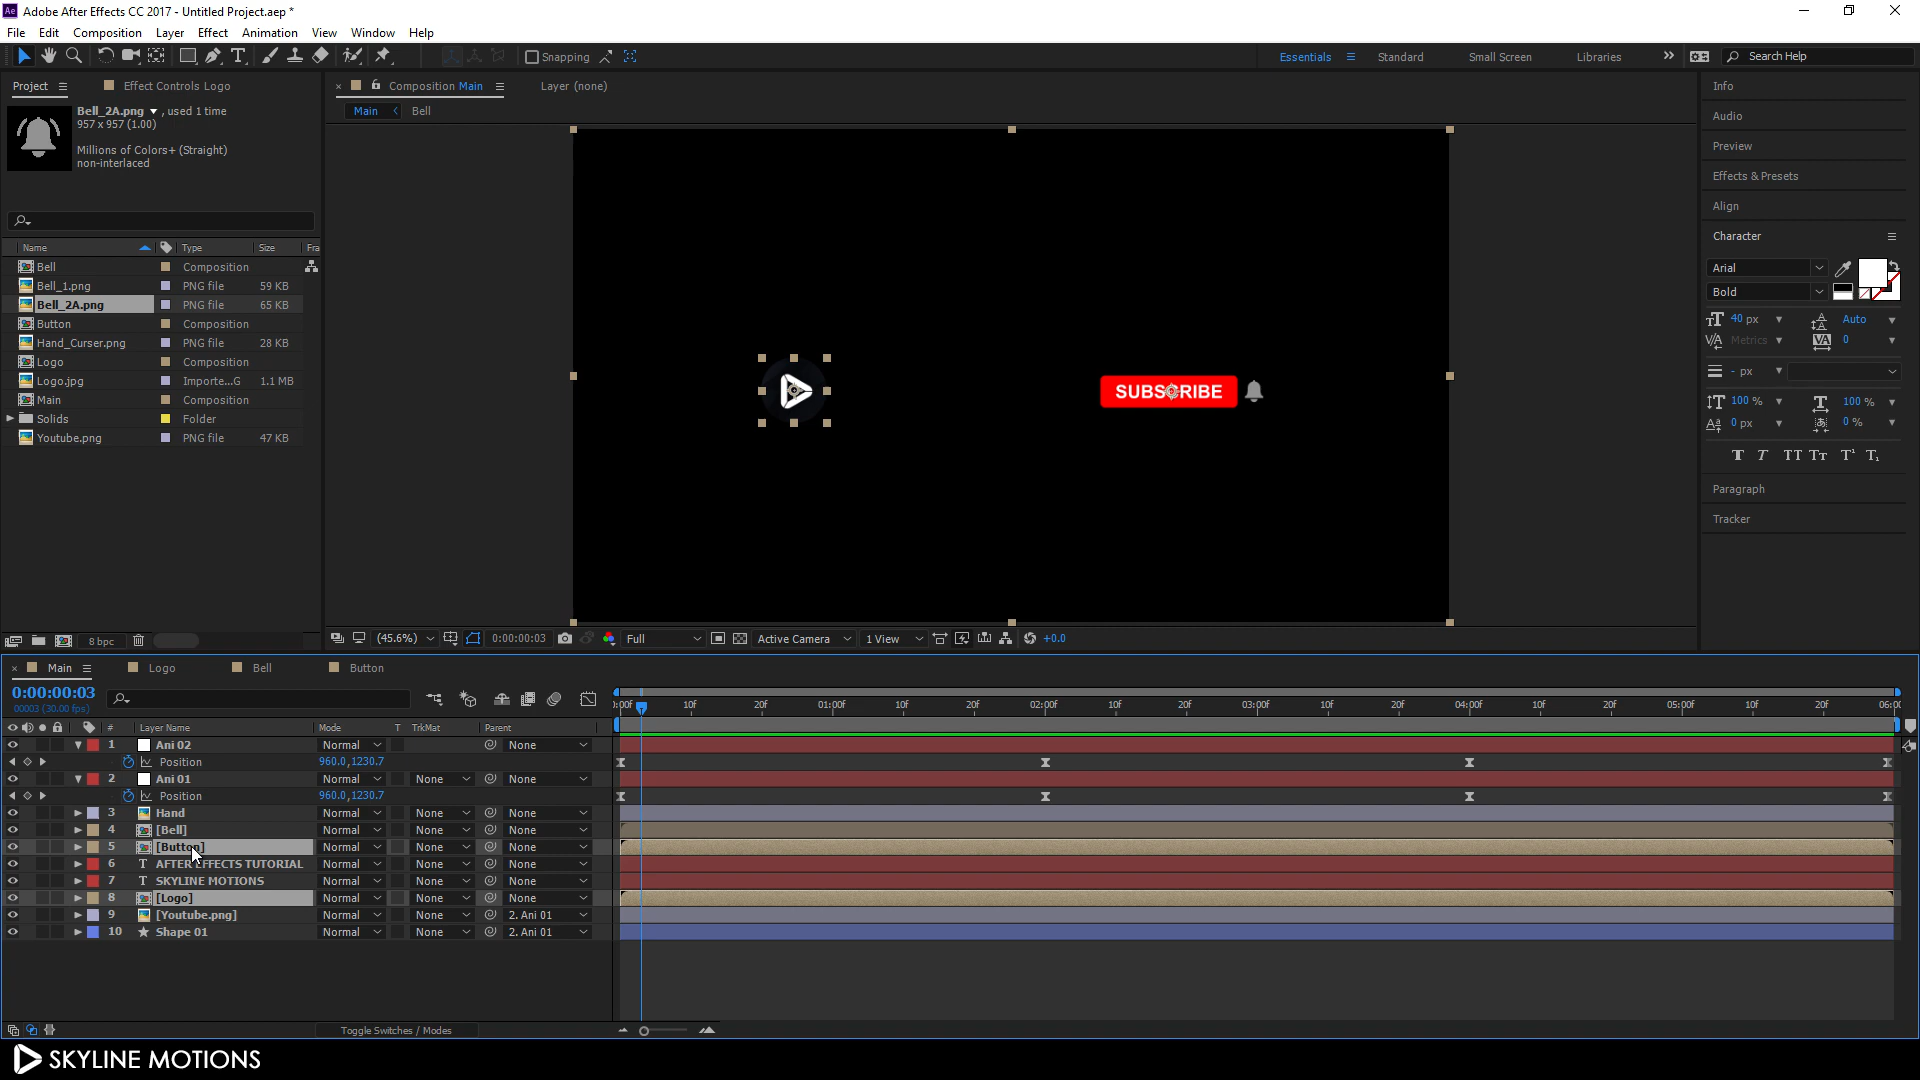 Adobe After Effects CC 2017 - Untitled Project.aep *
File Edit Composition Layer Effect Animation View Window Help
Snapping
Essentials Standard Small Screen Libraries Search Help
Project Effect Controls Logo
Composition Main Layer (none)
Main Bell
Bell_2A.png , used 1 time
957 x 957 (1.00)
Millions of Colors+ (Straight)
non-interlaced
Name Type Size Fra
Bell Composition
Bell_1.png PNG file 59 KB
Bell_2A.png PNG file 65 KB
Button Composition
Hand_Curser.png PNG file 28 KB
Logo Composition
Logo.jpg Importe...G 1.1 MB
Main Composition
Solids Folder
Youtube.png PNG file 47 KB
8 bpc
SUBSCRIBE
(45.6%) 0:00:00:03 Full Active Camera 1 View +0.0
Info
Audio
Preview
Effects & Presets
Align
Character
Arial
Bold
40 px Auto
Metrics 0
- px
100 % 100 %
0 px 0 %
T T TT Tт T¹ T₁
Paragraph
Tracker
Main Logo Bell Button
0:00:00:03
00003 (30.00 fps)
# Layer Name Mode T TrkMat Parent
:00f 10f 20f 01:00f 10f 20f 02:00f 10f 20f 03:00f 10f 20f 04:00f 10f 20f 05:00f 10f 20f 06:00
1 Ani 02 Normal None
Position 960.0,1230.7
2 Ani 01 Normal None None
Position 960.0,1230.7
3 Hand Normal None None
4 [Bell] Normal None None
5 [Button] Normal None None
6 AFTER EFFECTS TUTORIAL Normal None None
7 SKYLINE MOTIONS Normal None None
8 [Logo] Normal None None
9 [Youtube.png] Normal None 2. Ani 01
10 Shape 01 Normal None 2. Ani 01
Toggle Switches / Modes
SKYLINE MOTIONS